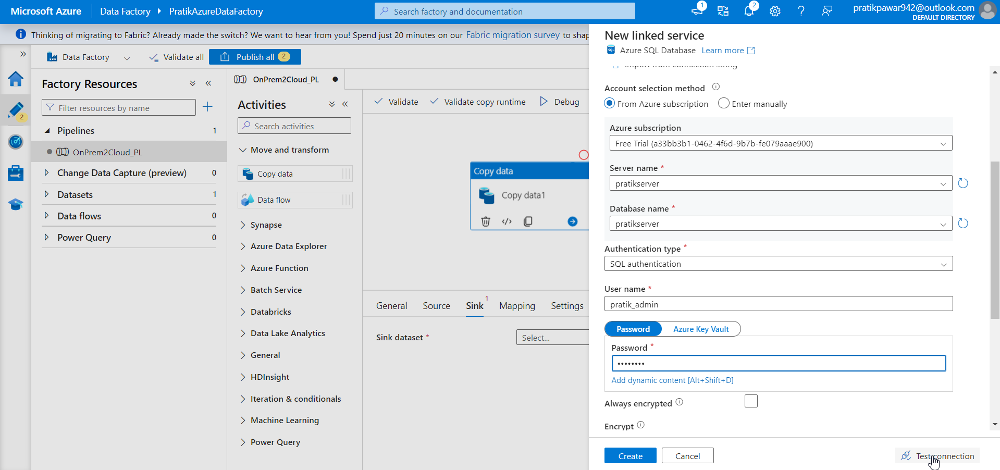 Microsoft Azure
Data Factory
PratikAzureDataFactory
Search factory and documentation
1
2
pratikpawar942@outlook.com
DEFAULT DIRECTORY
Thinking of migrating to Fabric? Already made the switch? We want to hear from you! Spend just 20 minutes on our Fabric migration survey to shap
Data Factory
Validate all
Publish all 2
2
Factory Resources
Filter resources by name
Pipelines 1
OnPrem2Cloud_PL
Change Data Capture (preview) 0
Datasets 1
Data flows 0
Power Query 0
OnPrem2Cloud_PL
Activities
Search activities
Move and transform
Copy data
Data flow
Synapse
Azure Data Explorer
Azure Function
Batch Service
Databricks
Data Lake Analytics
General
HDInsight
Iteration & conditionals
Machine Learning
Power Query
Validate
Validate copy runtime
Debug
Copy data
Copy data1
General
Source
Sink 1
Mapping
Settings
Sink dataset *
Select...
New linked service
SQL
Azure SQL Database Learn more
Import from connection string
Account selection method
From Azure subscription
Enter manually
Azure subscription
Free Trial (a33bb3b1-0462-4f6d-9b7b-fe079aaae900)
Server name *
pratikserver
Database name *
pratikserver
Authentication type *
SQL authentication
User name *
pratik_admin
Password
Azure Key Vault
Password *
••••••••
Add dynamic content [Alt+Shift+D]
Always encrypted
Encrypt
Create
Cancel
Test connection